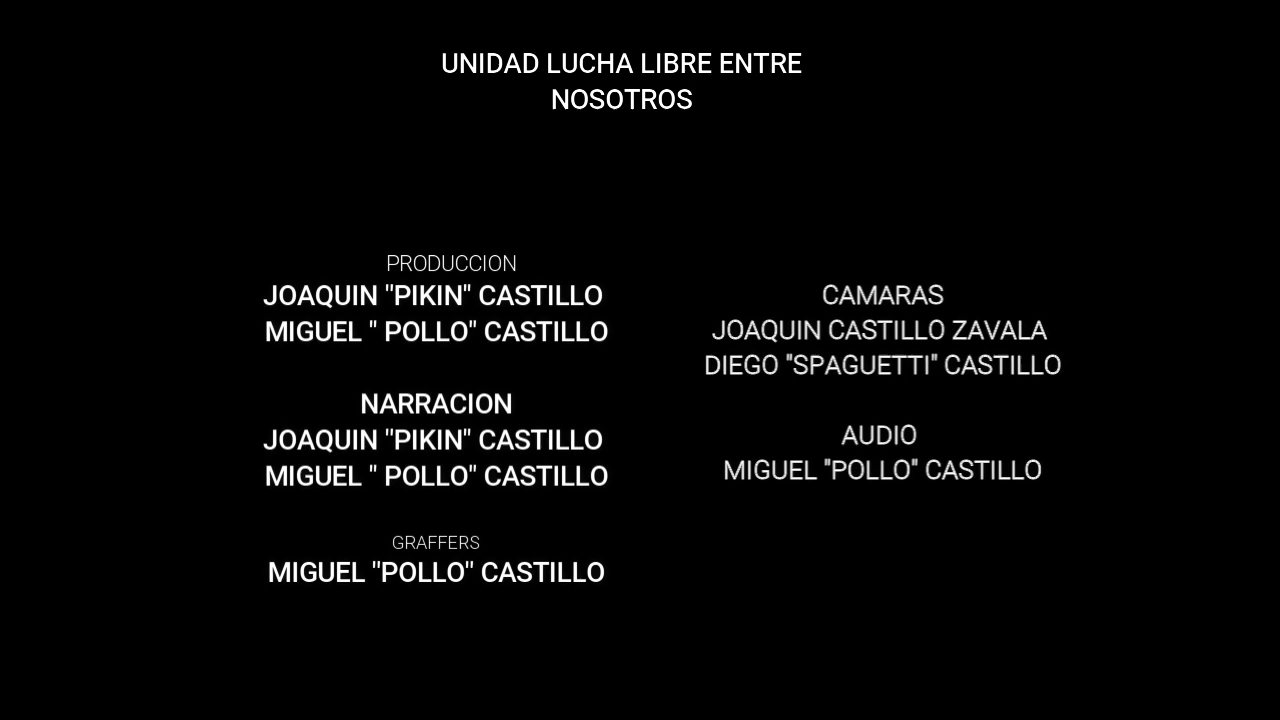 UNIDAD LUCHA LIBRE ENTRE
NOSOTROS
PRODUCCION
JOAQUIN "PIKIN" CASTILLO
MIGUEL " POLLO" CASTILLO
NARRACION
JOAQUIN "PIKIN" CASTILLO
MIGUEL " POLLO" CASTILLO
GRAFFERS
MIGUEL "POLLO" CASTILLO
CAMARAS
JOAQUIN CASTILLO ZAVALA
DIEGO "SPAGUETTI" CASTILLO
AUDIO
MIGUEL "POLLO" CASTILLO